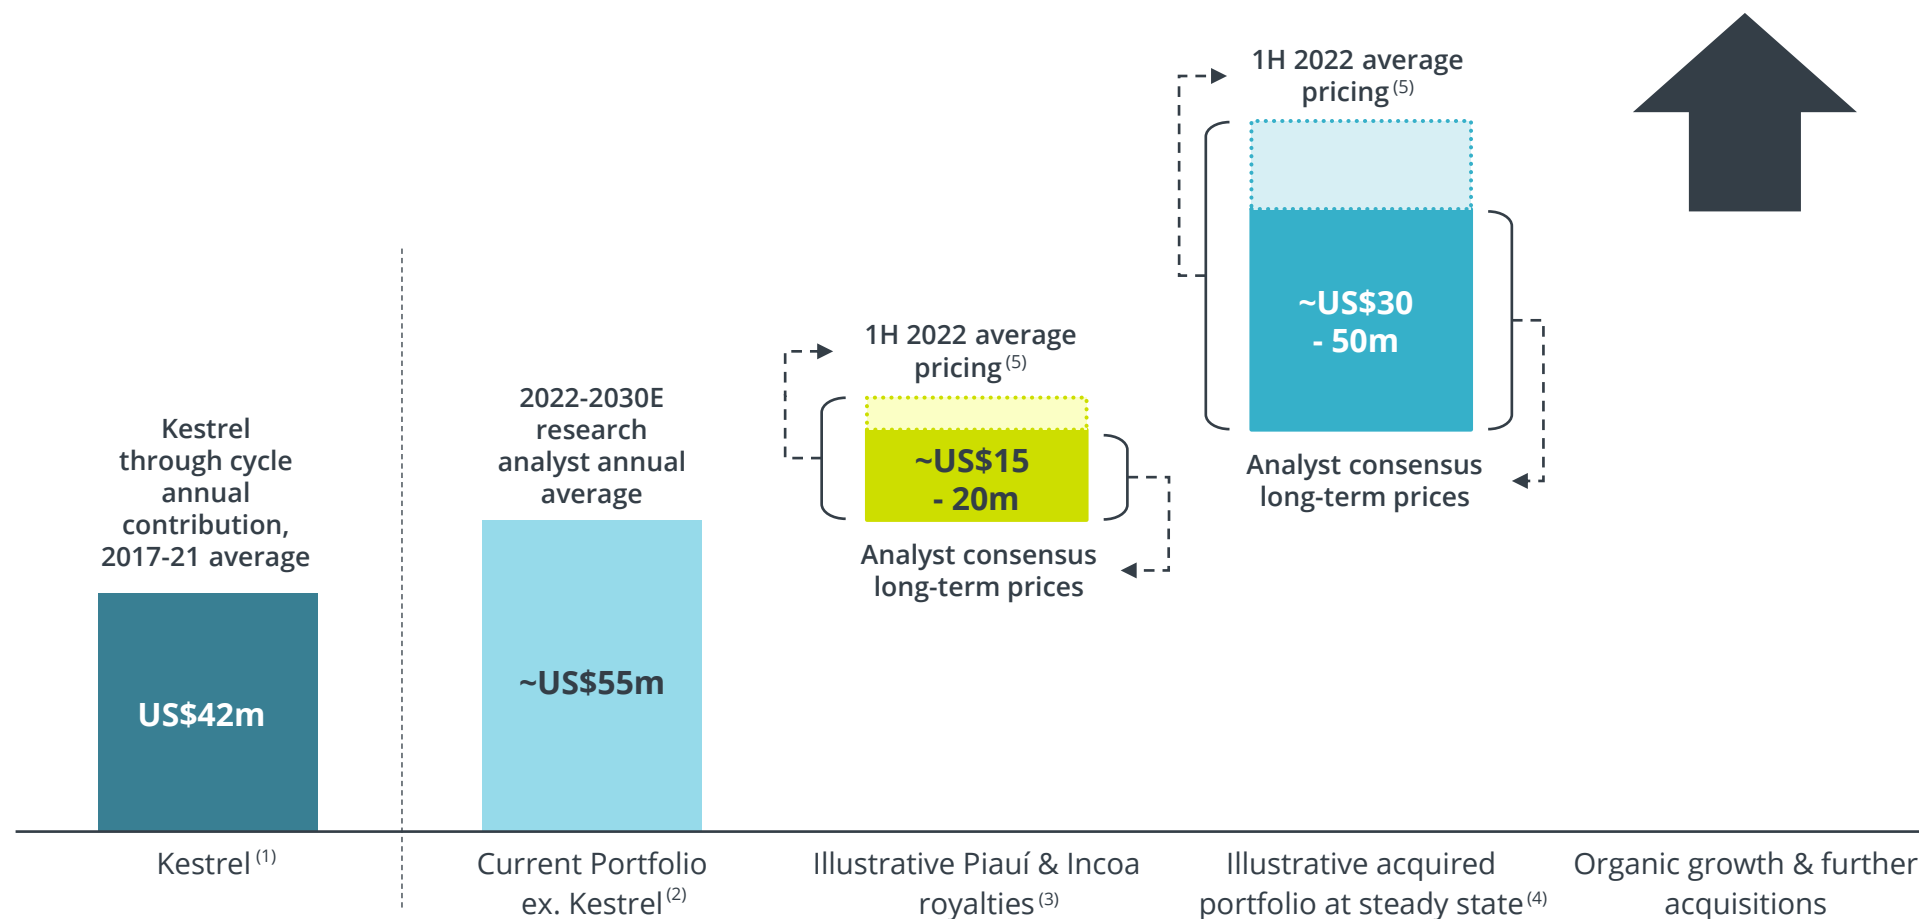 Kestrel
through cycle
annual
contribution,
2017-21 average
US$42m
Kestrel (1)
2022-2030E
research
analyst annual
average
~US$55m
Current Portfolio
ex. Kestrel (2)
1H 2022 average
pricing (5)
~US$15
- 20m
Analyst consensus
long-term prices
Illustrative Piauí & Incoa
royalties (3)
1H 2022 average
pricing (5)
~US$30
- 50m
Analyst consensus
long-term prices
Illustrative acquired
portfolio at steady state (4)
Organic growth & further
acquisitions